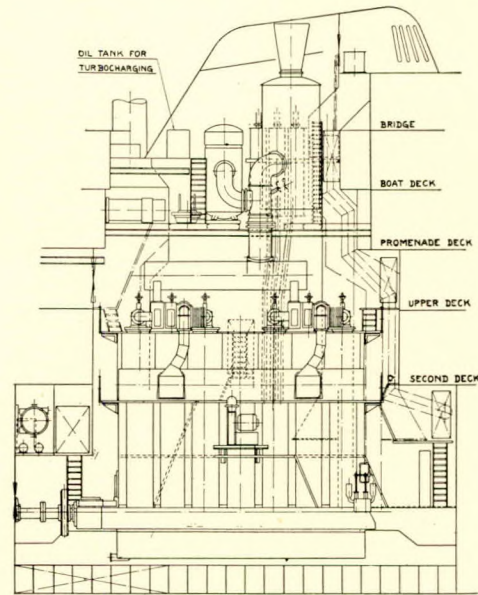 OIL TANK FOR
TURBOCHARGING
BRIDGE
BOAT DECK
PROMENADE DECK
UPPER DECK
SECOND DECK